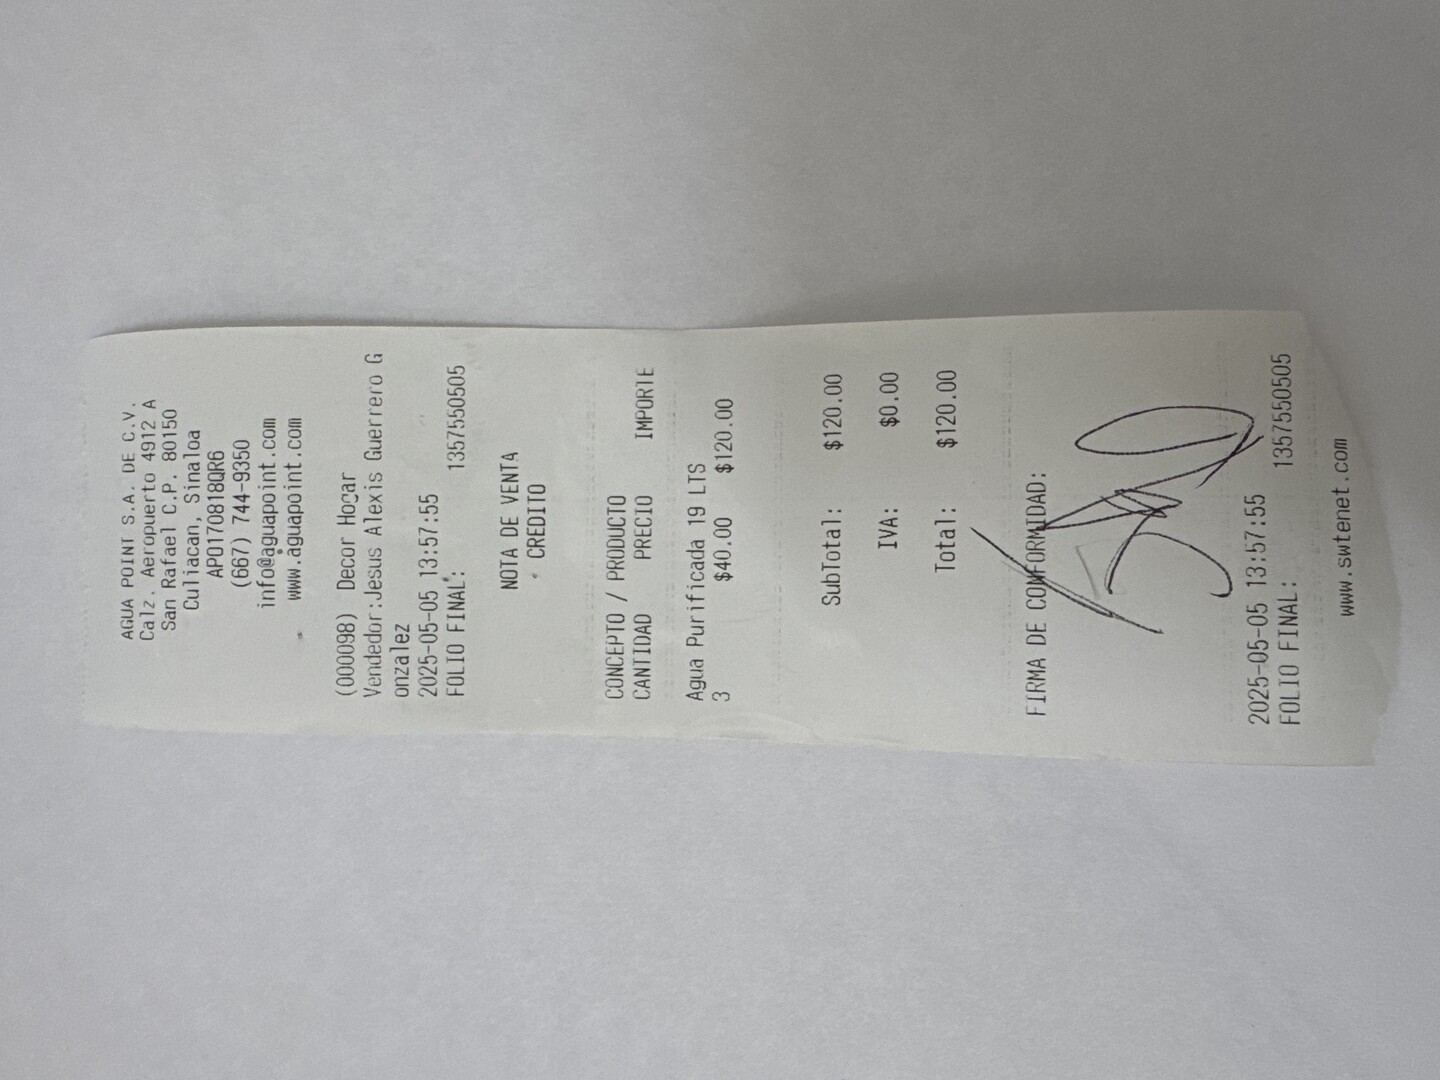 AGUA POINT S.A. DE C.V.
Calz. Aeropuerto 4912 A
San Rafael C.P. 80150
Culiacan, Sinaloa
APO170818QR6
(667) 744-9350
info@aguapoint.com
www.aguapoint.com
(000098) Decor Hogar
Vendedor:Jesus Alexis Guerrero G
onzalez
2025-05-05 13:57:55
FOLIO FINAL: 1357550505
NOTA DE VENTA
CREDITO
CONCEPTO / PRODUCTO
CANTIDAD PRECIO IMPORTE
Agua Purificada 19 LTS
3 $40.00 $120.00
SubTotal: $120.00
IVA: $0.00
Total: $120.00
FIRMA DE CONFORMIDAD:
2025-05-05 13:57:55
FOLIO FINAL: 1357550505
www.swtenet.com